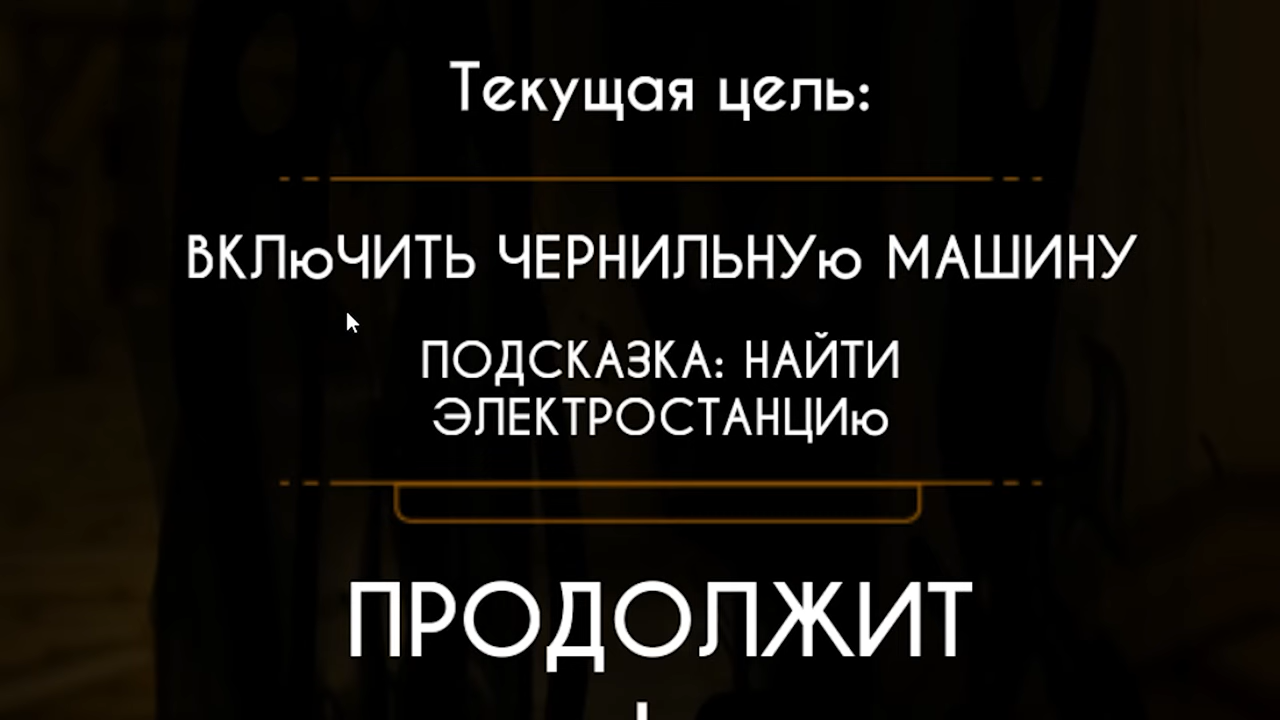 Текущая цель:
ВКЛюЧИТЬ ЧЕРНИЛЬНУю МАШИНУ
ПОДСКАЗКА: НАЙТИ
ЭЛЕКТРОСТАНЦИю
ПРОДОЛЖИТ